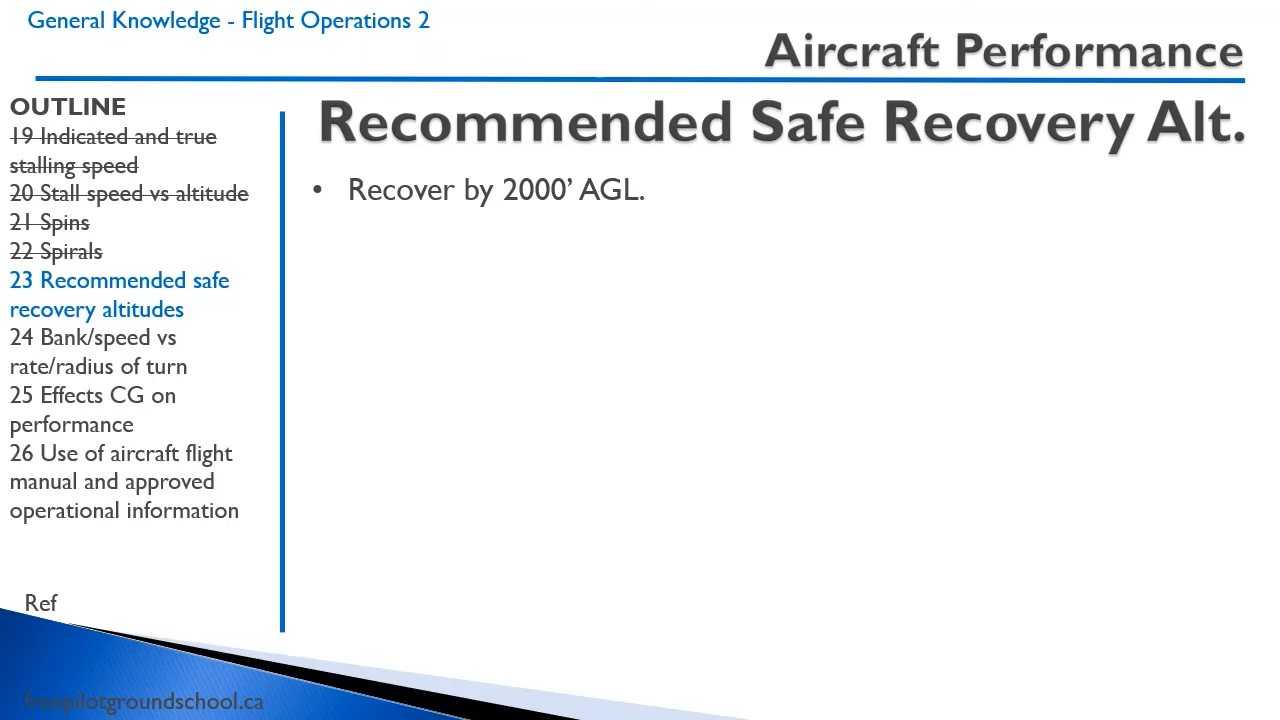 General Knowledge - Flight Operations 2
Aircraft Performance
OUTLINE
19 Indicated and true
stalling speed
20 Stall speed vs altitude
21 Spins
22 Spirals
23 Recommended safe
recovery altitudes
24 Bank/speed vs
rate/radius of turn
25 Effects CG on
performance
26 Use of aircraft flight
manual and approved
operational information
Ref
Recommended Safe Recovery Alt.
• Recover by 2000’ AGL.
freepilotgroundschool.ca